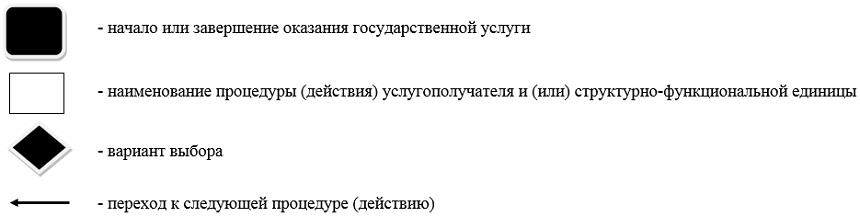 - начало или завершение оказания государственной услуги
- наименование процедуры (действия) услугополучателя и (или) структурно-функциональной единицы
- вариант выбора
- переход к следующей процедуре (действию)